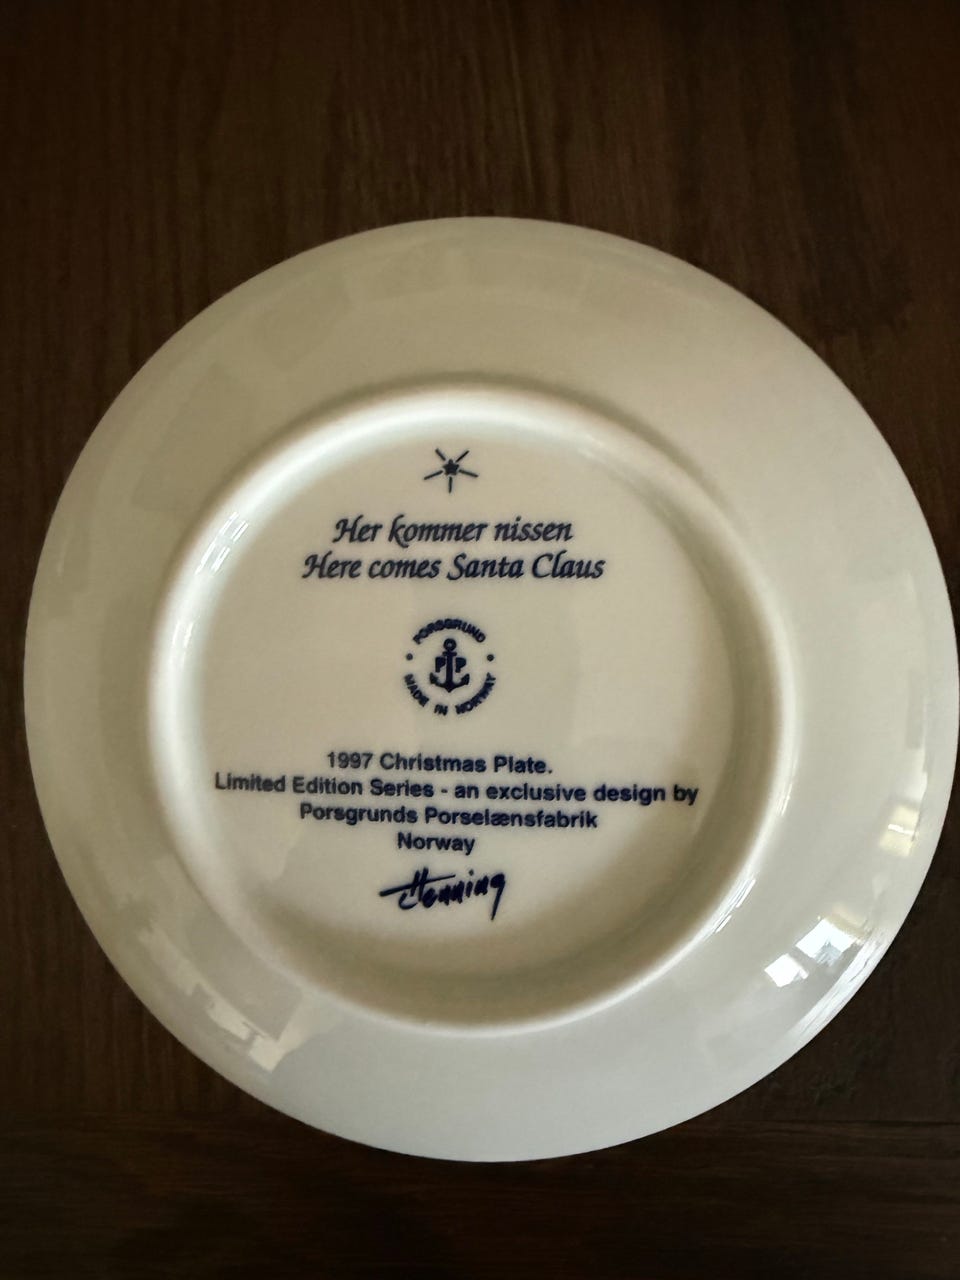 Her kommer nissen
Here comes Santa Claus
PORSGRUND
PP
MADE IN NORWAY
1997 Christmas Plate.
Limited Edition Series - an exclusive design by
Porsgrunds Porselænsfabrik
Norway
Henning